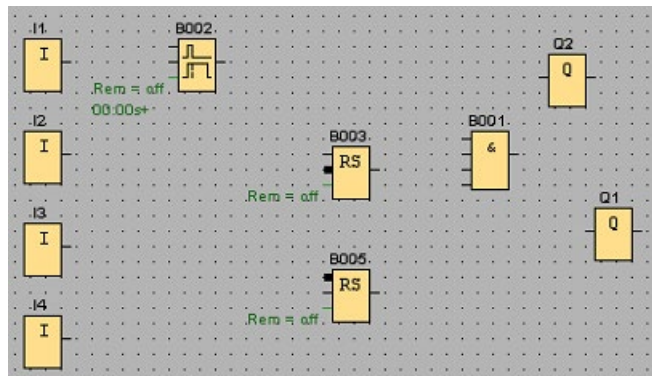 I1
B002
I
Q2
Q
Rem = off
00:00s+
I2
B001
I
&
B003
RS
Rem = off
I3
Q1
I
Q
B005
RS
I4
Rem = off
I